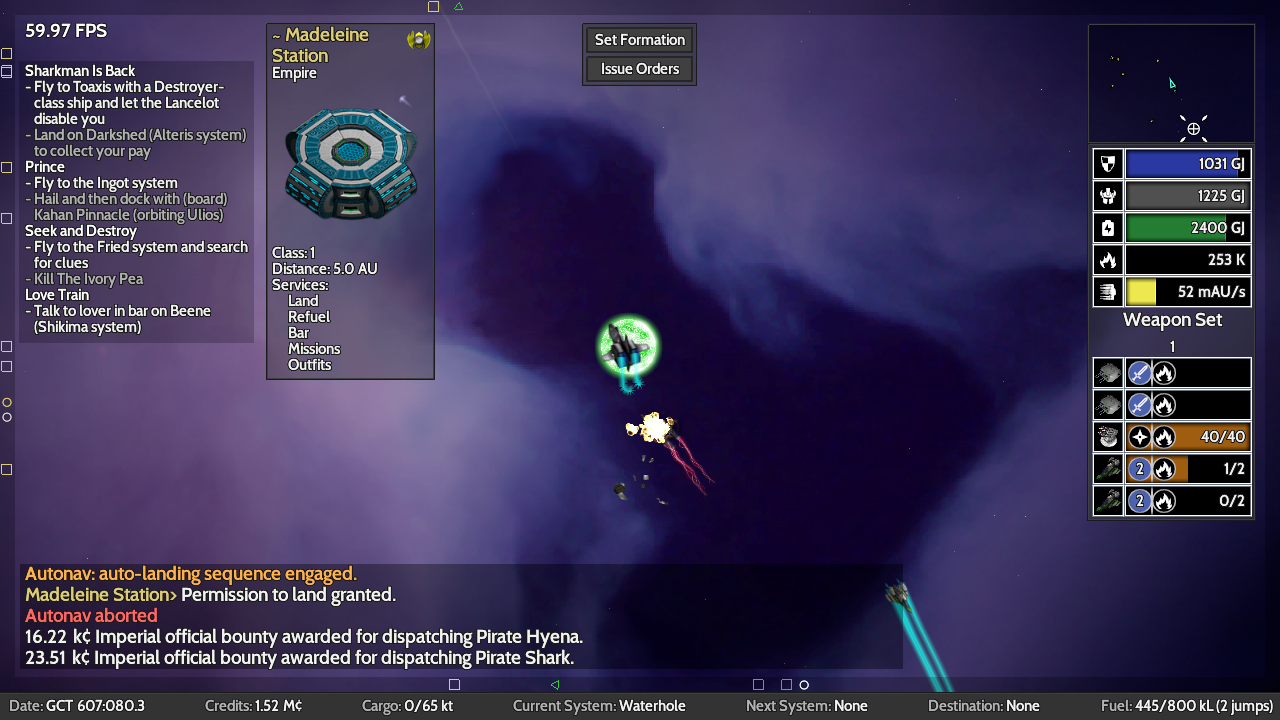 59.97 FPS
Sharkman Is Back
- Fly to Toaxis with a Destroyer-
class ship and let the Lancelot
disable you
- Land on Darkshed (Alteris system)
to collect your pay
Prince
- Fly to the Ingot system
- Hail and then dock with (board)
Kahan Pinnacle (orbiting Ulios)
Seek and Destroy
- Fly to the Fried system and search
for clues
- Kill The Ivory Pea
Love Train
- Talk to lover in bar on Beene
(Shikima system)
~ Madeleine
Station
Empire
Class: 1
Distance: 5.0 AU
Services:
Land
Refuel
Bar
Missions
Outfits
Set Formation
Issue Orders
1031 GJ
1225 GJ
2400 GJ
253 K
52 mAU/s
Weapon Set
1
40/40
2 1/2
2 0/2
Autonav: auto-landing sequence engaged.
Madeleine Station> Permission to land granted.
Autonav aborted
16.22 k¢ Imperial official bounty awarded for dispatching Pirate Hyena.
23.51 k¢ Imperial official bounty awarded for dispatching Pirate Shark.
Date: GCT 607:080.3 Credits: 1.52 M¢ Cargo: 0/65 kt Current System: Waterhole Next System: None Destination: None Fuel: 445/800 kL (2 jumps)